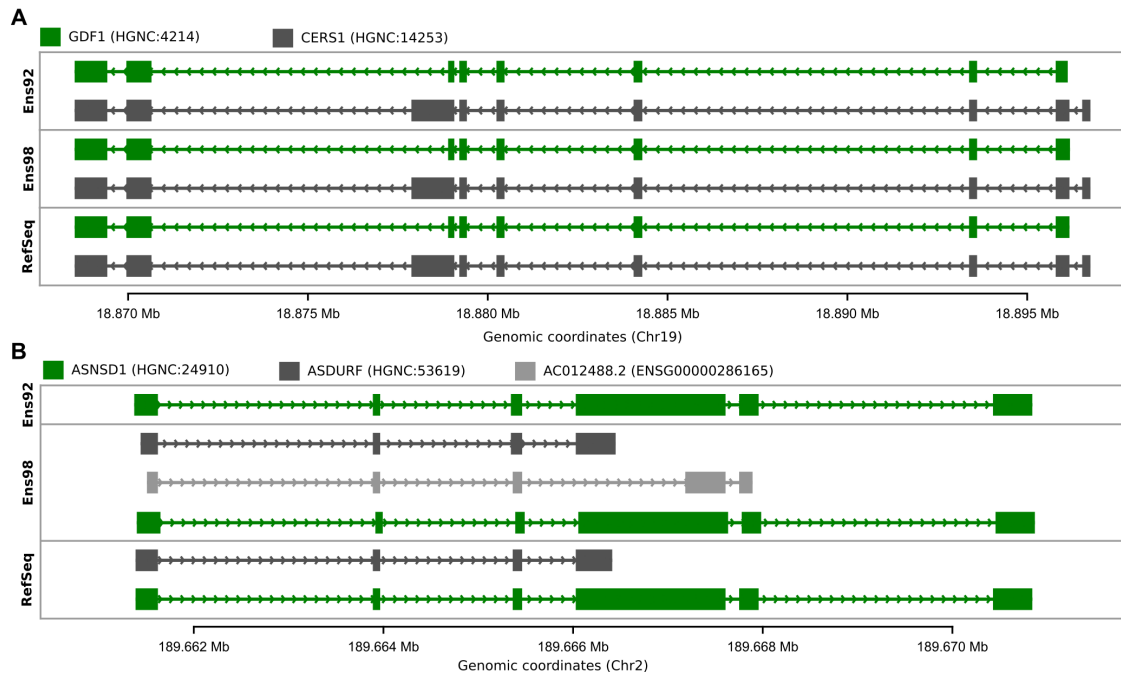 A
GDF1 (HGNC:4214) CERS1 (HGNC:14253)
Ens92
Ens98
RefSeq
18.870 Mb 18.875 Mb 18.880 Mb 18.885 Mb 18.890 Mb 18.895 Mb
Genomic coordinates (Chr19)
B
ASNSD1 (HGNC:24910) ASDURF (HGNC:53619) AC012488.2 (ENSG00000286165)
Ens92
Ens98
RefSeq
189.662 Mb 189.664 Mb 189.666 Mb 189.668 Mb 189.670 Mb
Genomic coordinates (Chr2)